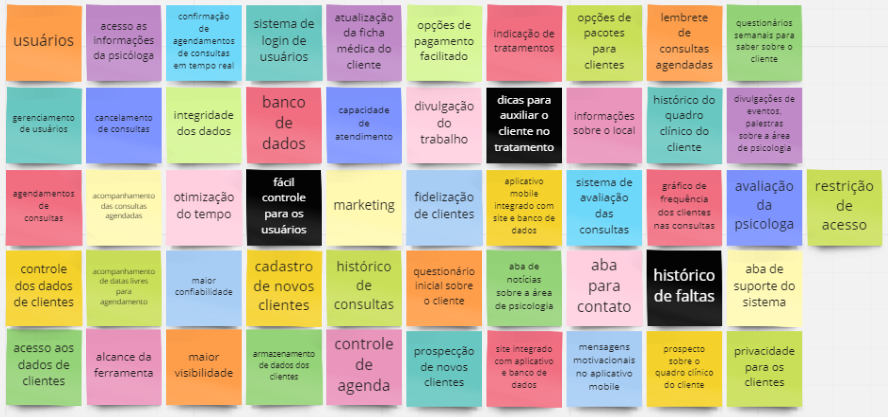 usuários
acesso as
informações
da psicóloga
confirmação
de
agendamentos
de consultas
em tempo real
sistema de
login de
usuários
atualização
da ficha
médica do
cliente
opções de
pagamento
facilitado
indicação de
tratamentos
opções de
pacotes
para
clientes
lembrete
de
consultas
agendadas
questionários
semanais para
saber sobre o
cliente
gerenciamento
de usuários
cancelamento
de consultas
integridade
dos dados
banco
de
dados
capacidade
de
atendimento
divulgação
do
trabalho
dicas para
auxiliar o
cliente no
tratamento
informações
sobre o local
histórico do
quadro
clínico do
cliente
divulgações de
eventos,
palestras
sobre a área
de psicologia
agendamentos
de
consultas
acompanhamento
das consultas
agendadas
otimização
do tempo
fácil
controle
para os
usuários
marketing
fidelização
de clientes
aplicativo
mobile
integrado com
site e banco de
dados
sistema de
avaliação
das
consultas
gráfico de
frequência
dos clientes
nas consultas
avaliação
da
psicologa
restrição
de
acesso
controle
dos dados
de clientes
acompanhamento
de datas livres
para
agendamento
maior
confiabilidade
cadastro
de novos
clientes
histórico
de
consultas
questionário
inicial sobre
o cliente
aba de
notícias
sobre a área
de psicologia
aba
para
contato
histórico
de faltas
aba de
suporte do
sistema
acesso aos
dados de
clientes
alcance da
ferramenta
maior
visibilidade
armazenamento
de dados dos
clientes
controle
de
agenda
prospecção
de novos
clientes
site integrado
com aplicativo
e banco de
dados
mensagens
motivacionais
no aplicativo
mobile
prospecto
sobre o
quadro clínico
do cliente
privacidade
para os
clientes